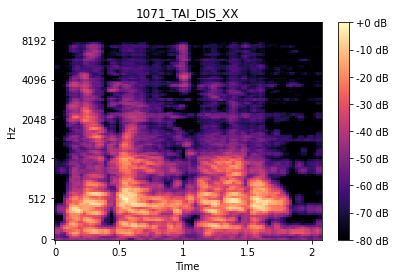 1071_TAI_DIS_XX
+0 dB
8192
-10 dB
4096
-20 dB
-30 dB
2048
Hz
-40 dB
1024
-50 dB
512
-60 dB
-70 dB
0
-80 dB
0
0.5
1
1.5
2
Time